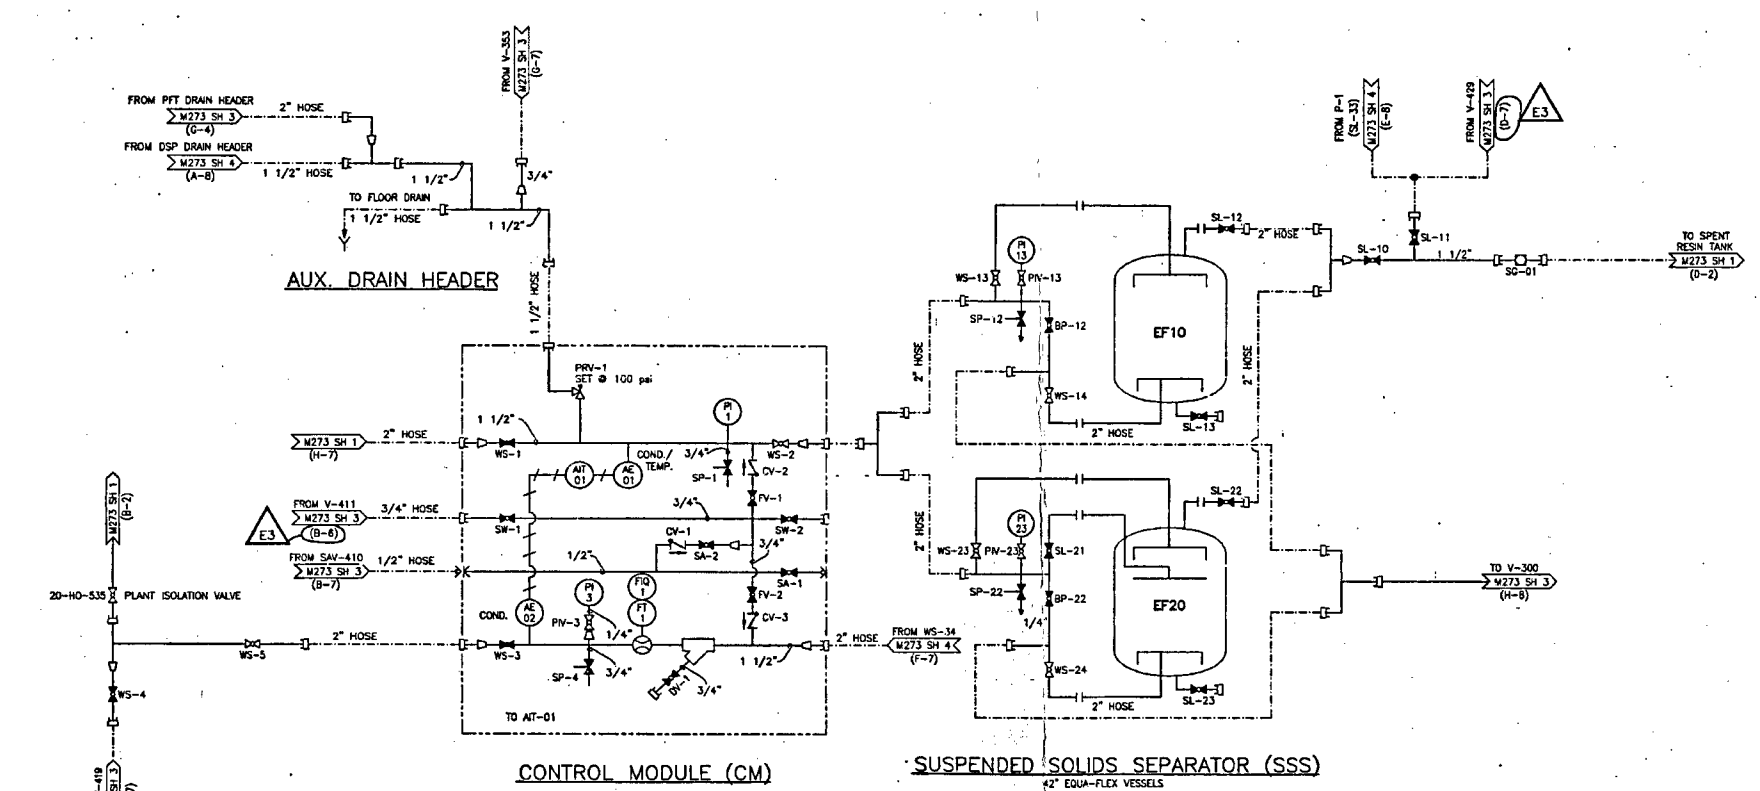 FROM V-353
M273 SH 3
(G-7)
FROM PFT DRAIN HEADER
M273 SH 3
(G-4)
2" HOSE
FROM DSP DRAIN HEADER
M273 SH 4
(A-8)
1 1/2" HOSE
1 1/2"
3/4"
TO FLOOR DRAIN
1 1/2" HOSE
1 1/2"
AUX. DRAIN HEADER
1 1/2" HOSE
FROM P-1
(SL-33)
M273 SH 4
(E-8)
FROM V-429
M273 SH 3
(D-7)
E3
SL-12
2" HOSE
SL-10
SL-11
1 1/2"
SG-01
TO SPENT
RESIN TANK
M273 SH 1
(D-2)
PI
13
WS-13
PIV-13
SP-12
BP-12
EF10
2" HOSE
2" HOSE
WS-14
SL-13
2" HOSE
PRV-1
SET @ 100 psi
PI
1
M273 SH 1
(H-7)
2" HOSE
WS-1
1 1/2"
COND./
TEMP.
AIT
01
AE
01
3/4"
SP-1
WS-2
CV-2
FV-1
M273 SH 1
(B-2)
E3
FROM V-411
M273 SH 3
(B-6)
3/4" HOSE
SW-1
3/4"
SW-2
CV-1
SA-2
3/4"
FROM SAV-410
M273 SH 3
(B-7)
1/2" HOSE
1/2"
SA-1
FIQ
1
FT
1
PI
3
FV-2
CV-3
20-HO-535
PLANT ISOLATION VALVE
COND.
AE
02
PIV-3
1/4"
WS-5
2" HOSE
WS-3
SP-4
3/4"
DV-1
3/4"
1 1/2"
2" HOSE
FROM WS-34
M273 SH 4
(F-7)
WS-4
TO AIT-01
CONTROL MODULE (CM)
2" HOSE
PI
23
WS-23
PIV-23
SL-21
SL-22
SP-22
BP-22
1/4"
EF20
WS-24
SL-23
2" HOSE
TO V-300
M273 SH 3
(H-8)
SUSPENDED SOLIDS SEPARATOR (SSS)
42" EQUA-FLEX VESSELS
-419
SH 3